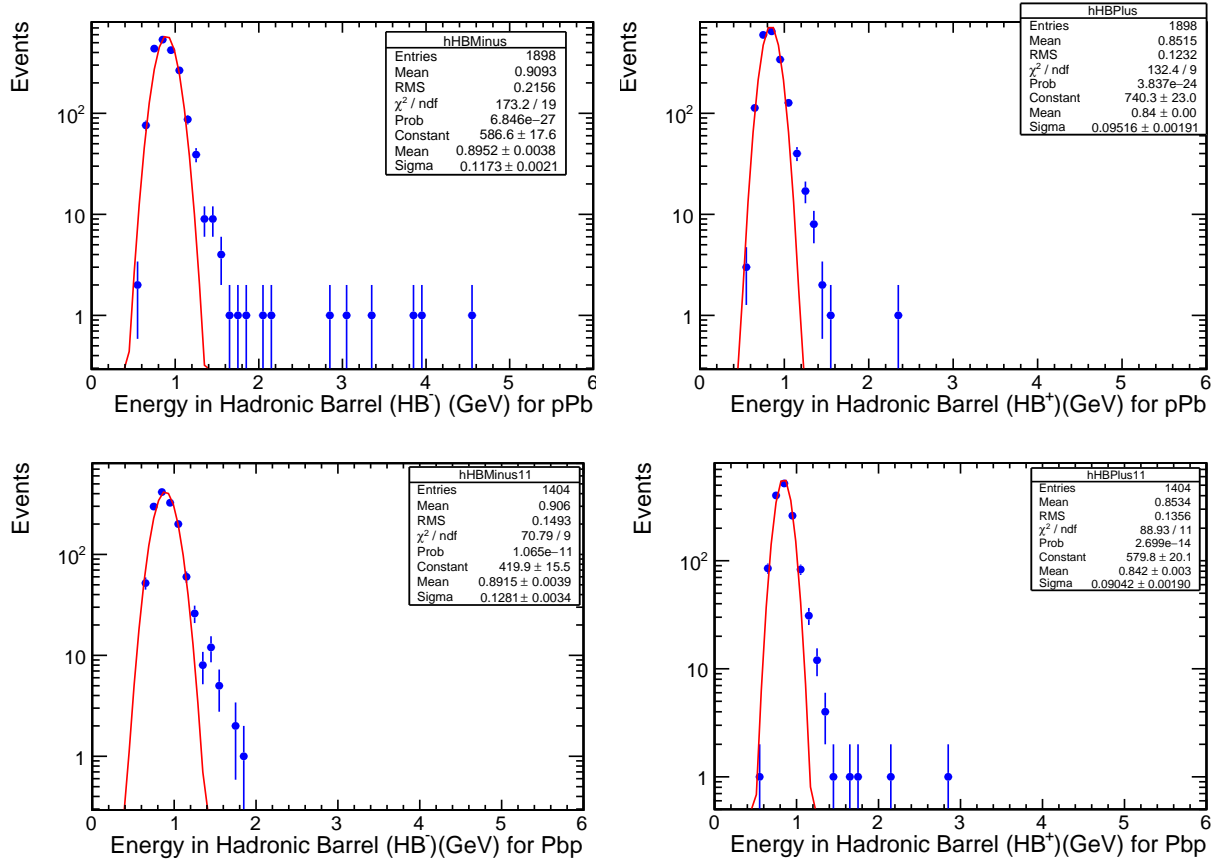 hHBMinus
Entries 1898
Mean 0.9093
RMS 0.2156
χ² / ndf 173.2 / 19
Prob 6.846e−27
Constant 586.6 ± 17.6
Mean 0.8952 ± 0.0038
Sigma 0.1173 ± 0.0021
Events
10²
10
1
0 1 2 3 4 5 6
Energy in Hadronic Barrel (HB⁻) (GeV) for pPb
hHBPlus
Entries 1898
Mean 0.8515
RMS 0.1232
χ² / ndf 132.4 / 9
Prob 3.837e−24
Constant 740.3 ± 23.0
Mean 0.84 ± 0.00
Sigma 0.09516 ± 0.00191
Events
10²
10
1
0 1 2 3 4 5 6
Energy in Hadronic Barrel (HB⁺)(GeV) for pPb
hHBMinus11
Entries 1404
Mean 0.906
RMS 0.1493
χ² / ndf 70.79 / 9
Prob 1.065e−11
Constant 419.9 ± 15.5
Mean 0.8915 ± 0.0039
Sigma 0.1281 ± 0.0034
Events
10²
10
1
0 1 2 3 4 5 6
Energy in Hadronic Barrel (HB⁻)(GeV) for Pbp
hHBPlus11
Entries 1404
Mean 0.8534
RMS 0.1356
χ² / ndf 88.93 / 11
Prob 2.699e−14
Constant 579.8 ± 20.1
Mean 0.842 ± 0.003
Sigma 0.09042 ± 0.00190
Events
10²
10
1
0 1 2 3 4 5 6
Energy in Hadronic Barrel (HB⁺)(GeV) for Pbp